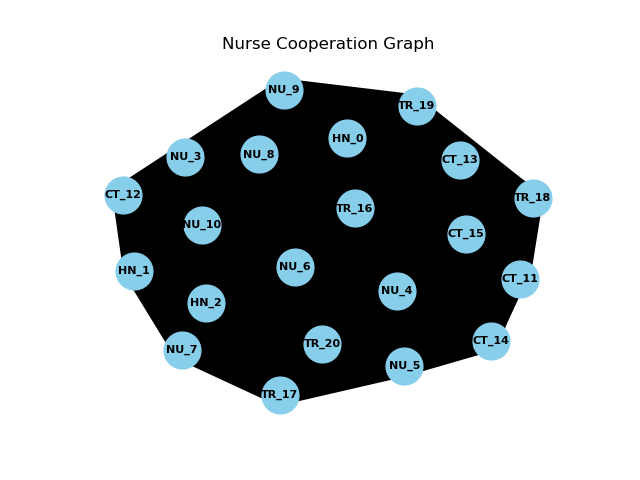 Nurse Cooperation Graph
NU_9
TR_19
HN_0
NU_8
NU_3
CT_13
CT_12
TR_18
TR_16
NU_10
CT_15
NU_6
HN_1
CT_11
NU_4
HN_2
CT_14
TR_20
NU_7
NU_5
TR_17